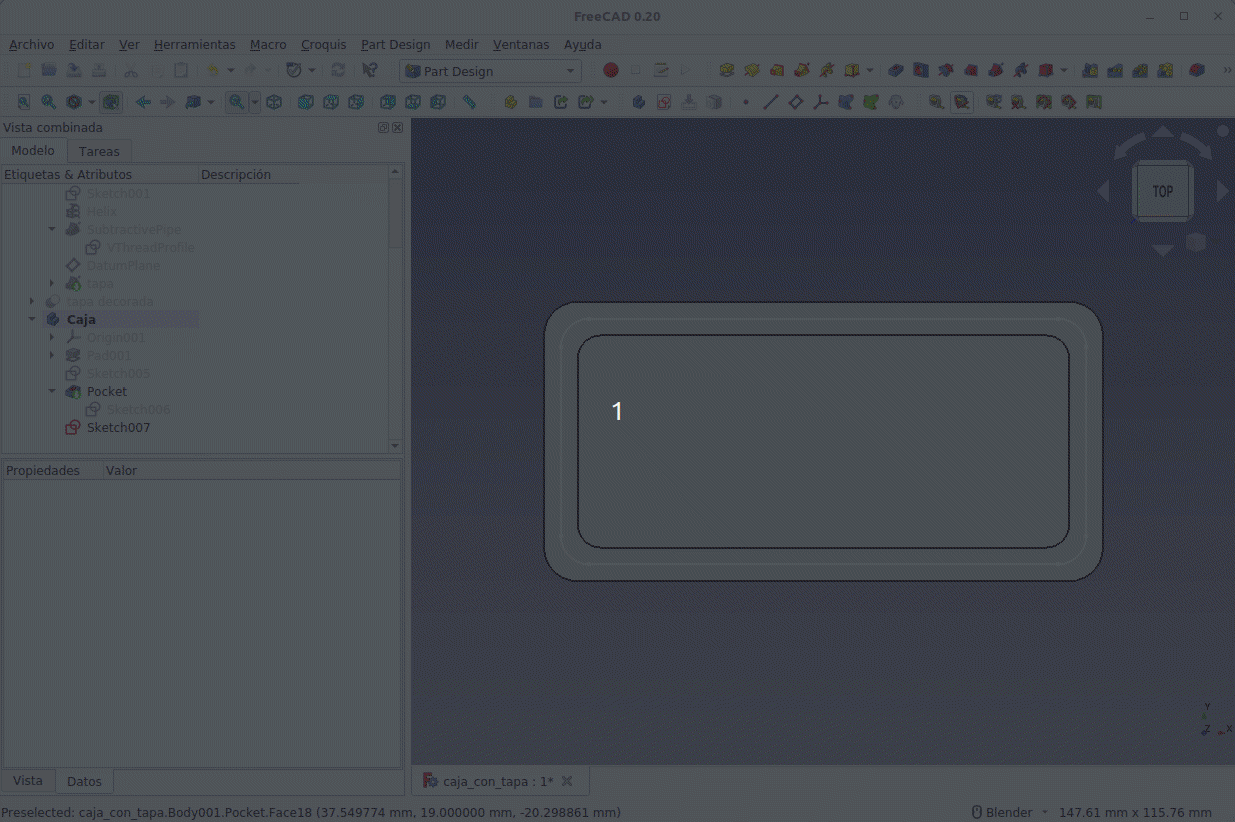 FreeCAD 0.20
Archivo Editar Ver Herramientas Macro Croquis Part Design Medir Ventanas Ayuda
Part Design
Vista combinada
Modelo Tareas
Etiquetas & Atributos Descripción
Sketch001
Helix
SubtractivePipe
VThreadProfile
DatumPlane
tapa
tapa decorada
Caja
Origin001
Pad001
Sketch005
Pocket
Sketch006
Sketch007
Propiedades Valor
Vista Datos
TOP
1
Y
Z X
caja_con_tapa : 1*
Preselected: caja_con_tapa.Body001.Pocket.Face18 (37.549774 mm, 19.000000 mm, -20.298861 mm)
Blender 147.61 mm x 115.76 mm